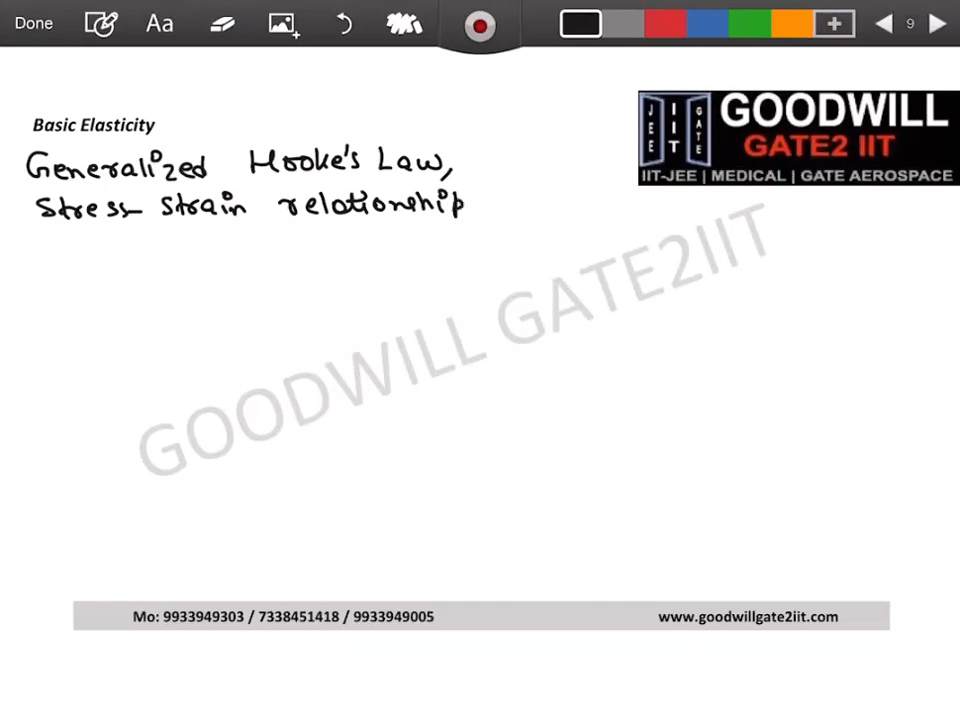 Done
Aa
9
Basic Elasticity
Generalized Hooke's Law,
Stress Strain relationship
JEE
IIT
GATE
GOODWILL
GATE2 IIT
IIT-JEE | MEDICAL | GATE AEROSPACE
GOODWILL GATE2IIT
Mo: 9933949303 / 7338451418 / 9933949005
www.goodwillgate2iit.com